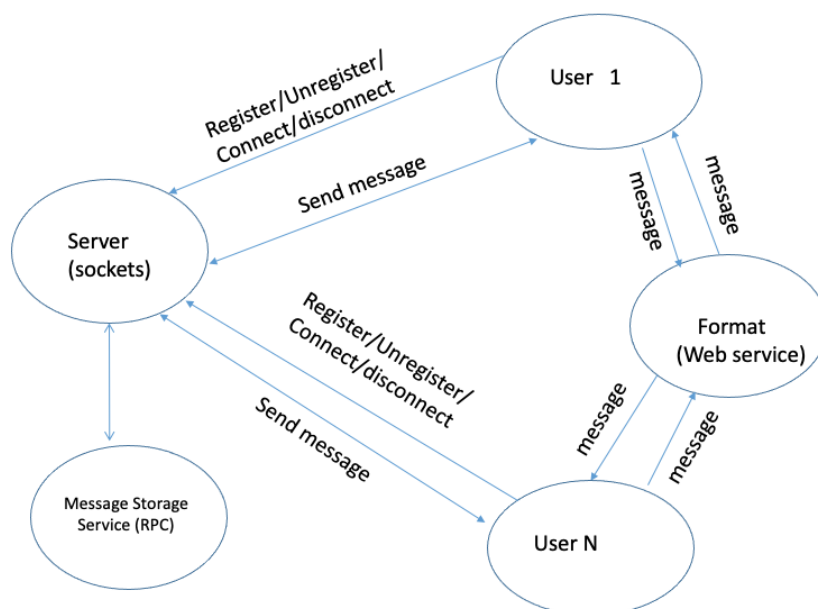 User 1
Register/Unregister/
Connect/disconnect
Send message
message
message
Server
(sockets)
Format
(Web service)
Register/Unregister/
Connect/disconnect
Send message
message
message
Message Storage
Service (RPC)
User N